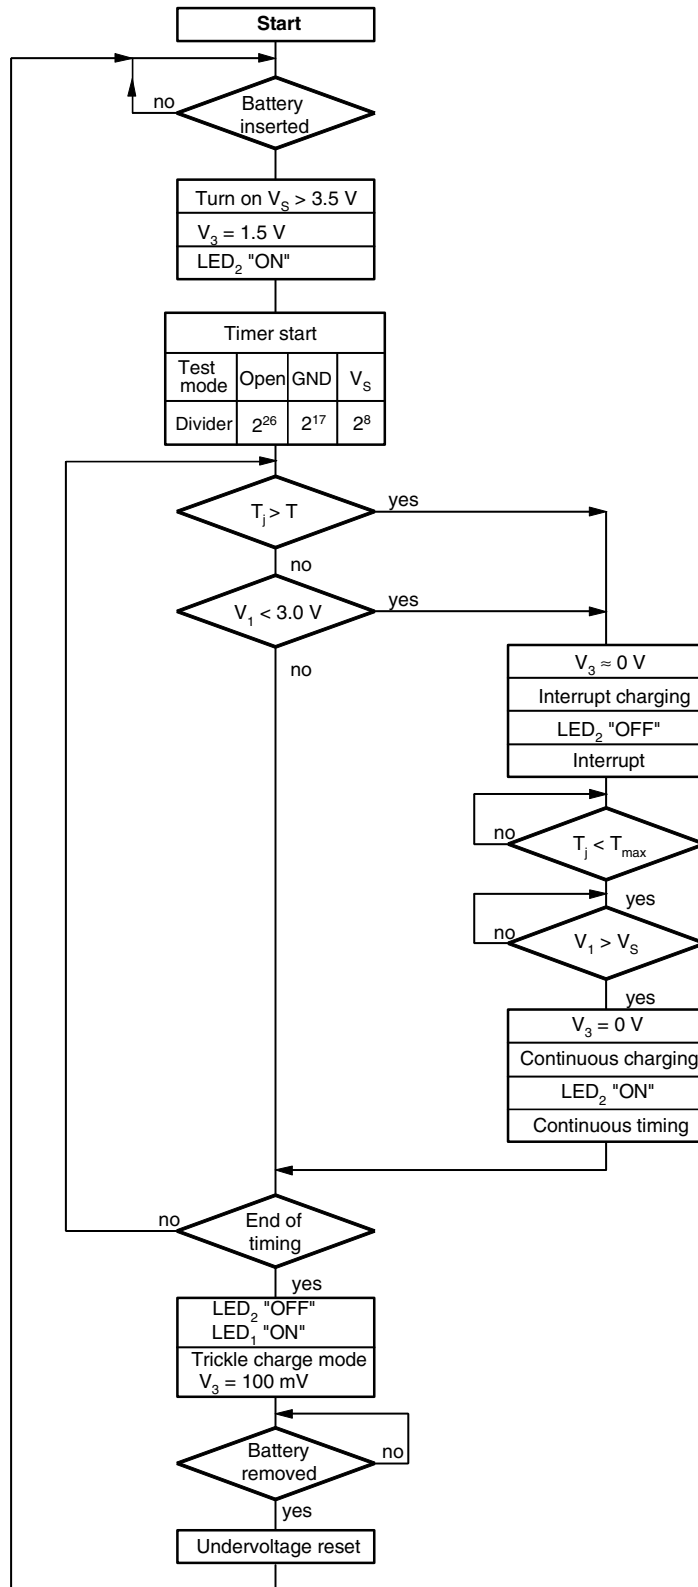 Start
no
Battery
inserted
Turn on V_S > 3.5 V
V_3 = 1.5 V
LED_2 "ON"
Timer start
Test mode Open GND V_S
Divider 2^26 2^17 2^8
T_j > T
yes
no
V_1 < 3.0 V
yes
no
V_3 ≈ 0 V
Interrupt charging
LED_2 "OFF"
Interrupt
no
T_j < T_max
yes
no
V_1 > V_S
yes
V_3 = 0 V
Continuous charging
LED_2 "ON"
Continuous timing
no
End of
timing
yes
LED_2 "OFF"
LED_1 "ON"
Trickle charge mode
V_3 = 100 mV
Battery
removed
no
yes
Undervoltage reset